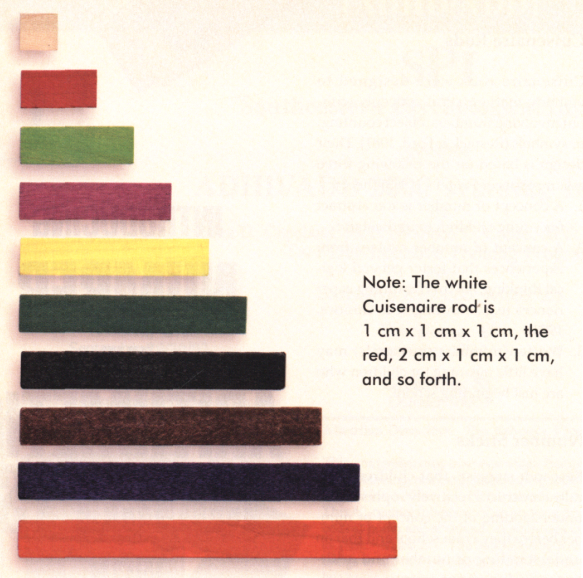 Note: The white
Cuisenaire rod is
1 cm x 1 cm x 1 cm, the
red, 2 cm x 1 cm x 1 cm,
and so forth.